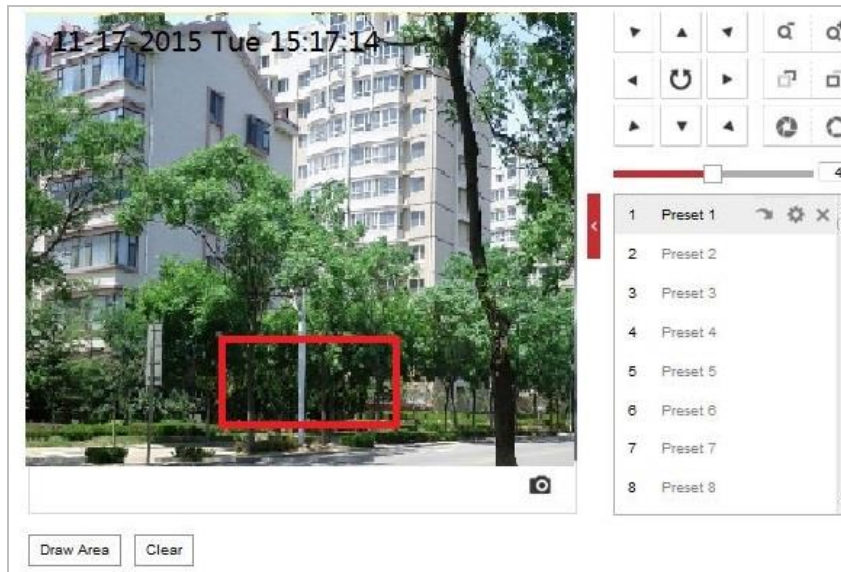 11-17-2015 Tue 15:17:14
4
1 Preset 1
2 Preset 2
3 Preset 3
4 Preset 4
5 Preset 5
6 Preset 6
7 Preset 7
8 Preset 8
Draw Area Clear